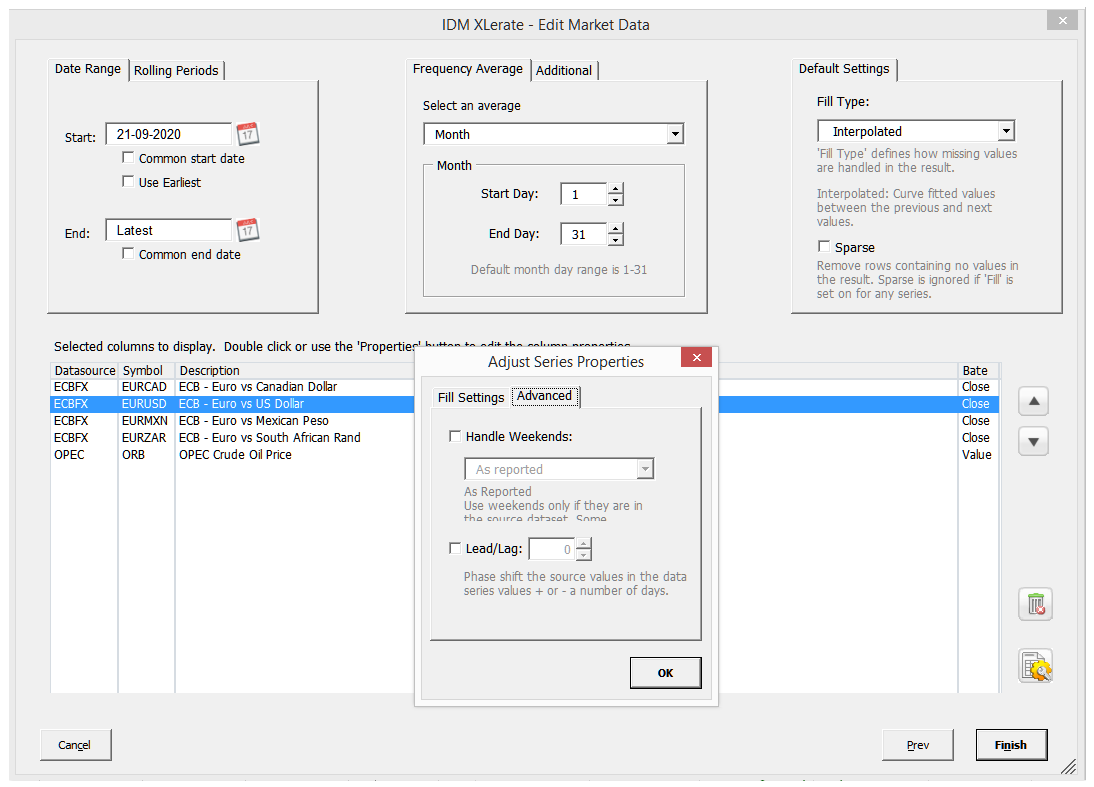 IDM XLerate - Edit Market Data
Date Range
Rolling Periods
Start:
21-09-2020
17
Common start date
Use Earliest
End:
Latest
17
Common end date
Frequency Average
Additional
Select an average
Month
Month
Start Day:
1
End Day:
31
Default month day range is 1-31
Default Settings
Fill Type:
Interpolated
'Fill Type' defines how missing values
are handled in the result.
Interpolated: Curve fitted values
between the previous and next
values.
Sparse
Remove rows containing no values in
the result. Sparse is ignored if 'Fill' is
set on for any series.
Selected columns to display. Double click or use the 'Properties' button to edit the column properties.
Datasource Symbol Description Bate
ECBFX EURCAD ECB - Euro vs Canadian Dollar Close
ECBFX EURUSD ECB - Euro vs US Dollar Close
ECBFX EURMXN ECB - Euro vs Mexican Peso Close
ECBFX EURZAR ECB - Euro vs South African Rand Close
OPEC ORB OPEC Crude Oil Price Value
Adjust Series Properties
Fill Settings
Advanced
Handle Weekends:
As reported
As Reported
Use weekends only if they are in
the source dataset. Some
Lead/Lag:
0
Phase shift the source values in the data
series values + or - a number of days.
OK
Cancel
Prev
Finish